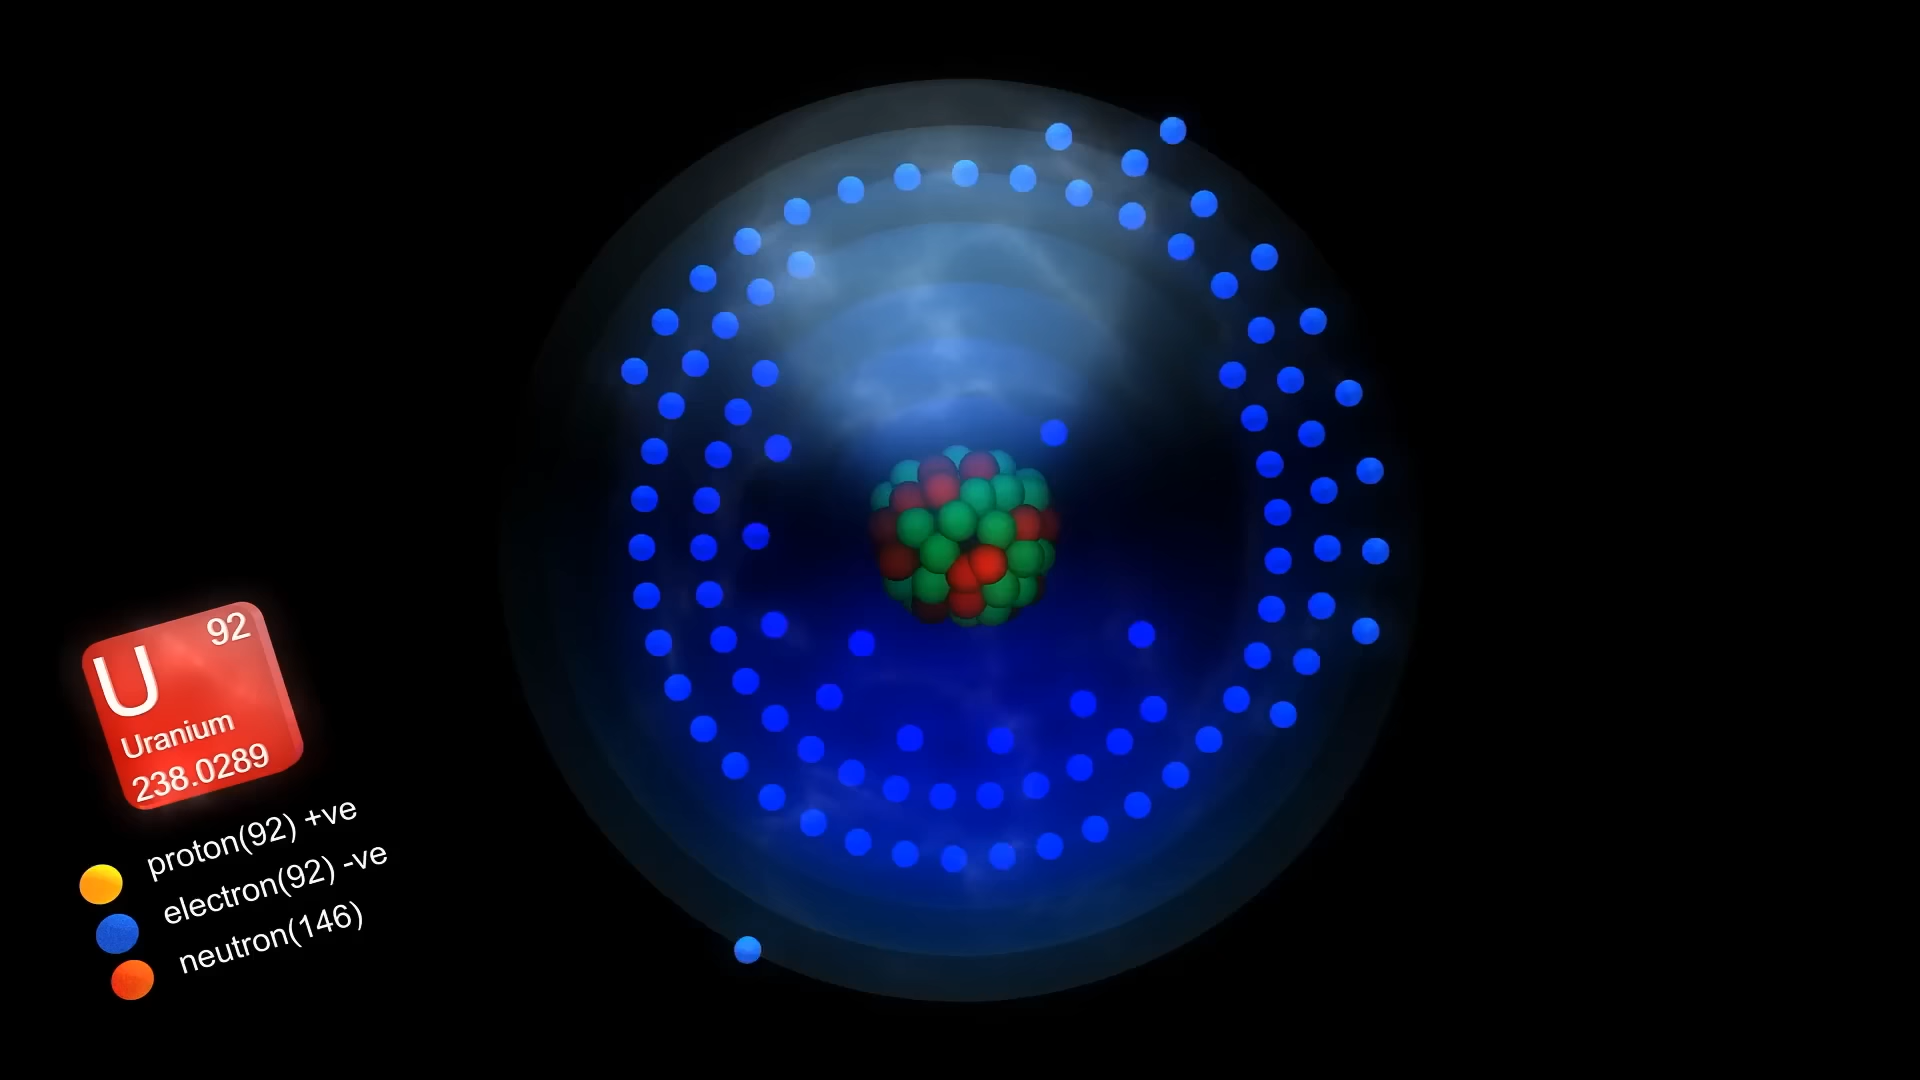 92
U
Uranium
238.0289
proton(92) +ve
electron(92) -ve
neutron(146)